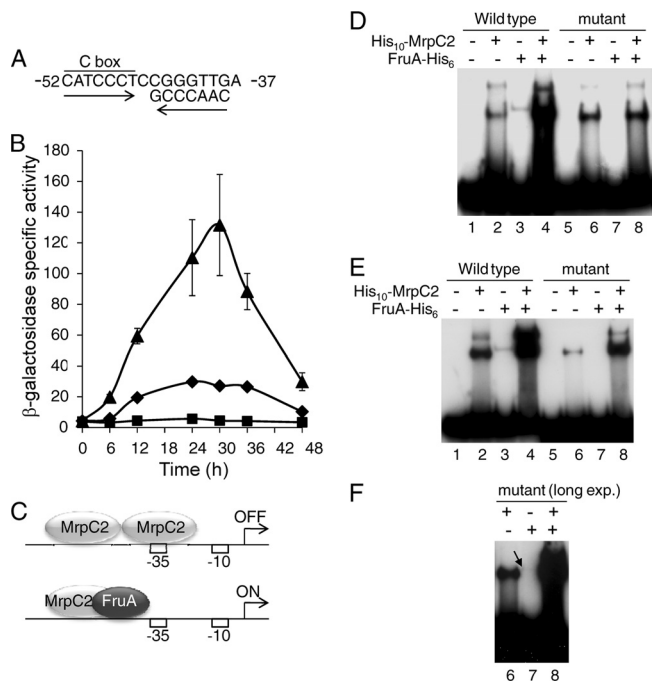 A
C box
-52 CATCCCTCCGGGTTGA -37
GCCCAAC
B
β-galactosidase specific activity
180
160
140
120
100
80
60
40
20
0
0 6 12 18 24 30 36 42 48
Time (h)
C
MrpC2 MrpC2 OFF
-35 -10
MrpC2 FruA ON
-35 -10
D
Wild type mutant
His10-MrpC2 - + - + - + - +
FruA-His6 - - + + - - + +
1 2 3 4 5 6 7 8
E
Wild type mutant
His10-MrpC2 - + - + - + - +
FruA-His6 - - + + - - + +
1 2 3 4 5 6 7 8
F
mutant (long exp.)
+ - +
- + +
6 7 8